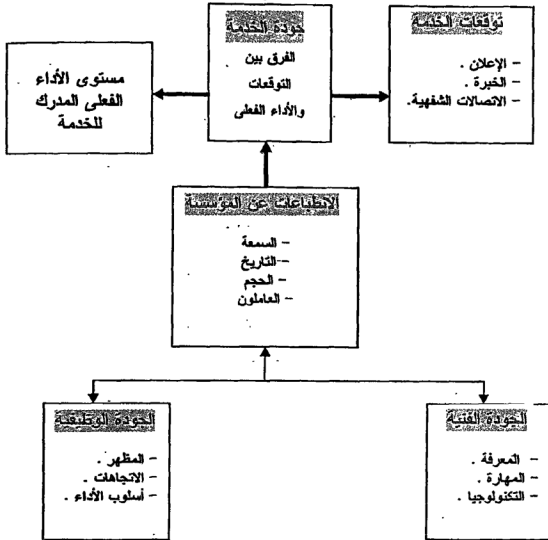 توقعات الخدمة
– الإعلان .
– الخبرة .
– الاتصالات الشفهية.
جودة الخدمة
الفرق بين
التوقعات
والأداء الفعلى
مستوى الأداء
الفعلى المدرك
للخدمة
الانطباعات عن المؤسسة
– السمعة
– التاريخ
– الحجم
– العاملون
الجودة الفنية
– المعرفة .
– المهارة .
– التكنولوجيا .
الجودة الوظيفية
– المظهر .
– الاتجاهات .
– أسلوب الأداء .